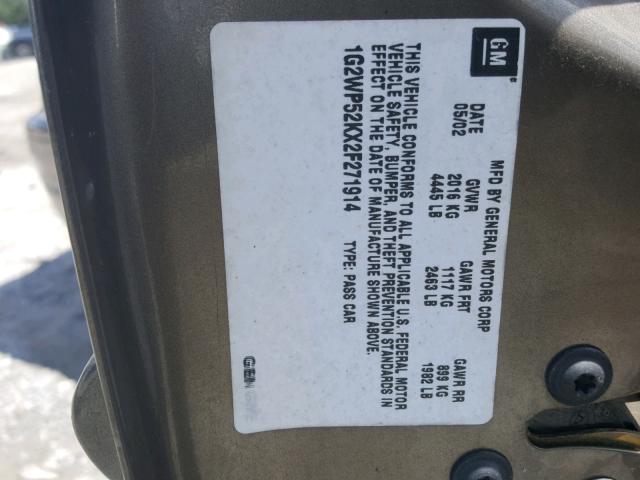 GM
MFD BY GENERAL MOTORS CORP
DATE GVWR GAWR FRT GAWR RR
05/02 2016 KG 1117 KG 899 KG
4445 LB 2463 LB 1982 LB
THIS VEHICLE CONFORMS TO ALL APPLICABLE U.S. FEDERAL MOTOR
VEHICLE SAFETY, BUMPER, AND THEFT PREVENTION STANDARDS IN
EFFECT ON THE DATE OF MANUFACTURE SHOWN ABOVE.
1G2WP52KX2F271914 TYPE: PASS CAR